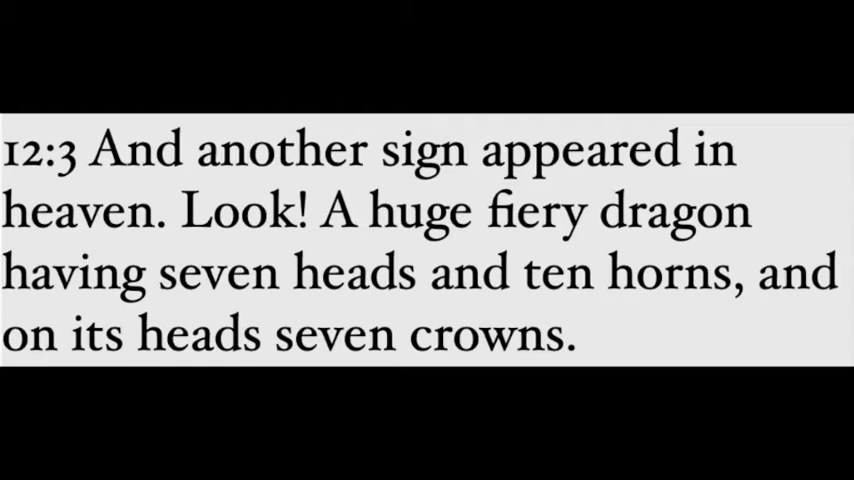 12:3 And another sign appeared in
heaven. Look! A huge fiery dragon
having seven heads and ten horns, and
on its heads seven crowns.